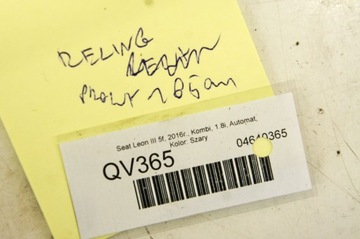 RELING
PRAWY 185cm
Seat Leon III 5f, 2016r., Kombi, 1.8i, Automat,
Kolor: Szary
QV365 04640365